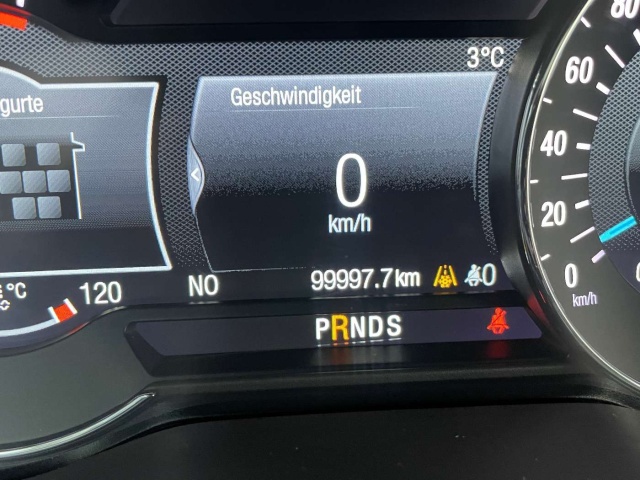 80
3°C
gurte
Geschwindigkeit
60
0
km/h
40
20
°C
120
NO
99997.7km
0
0
km/h
PRNDS